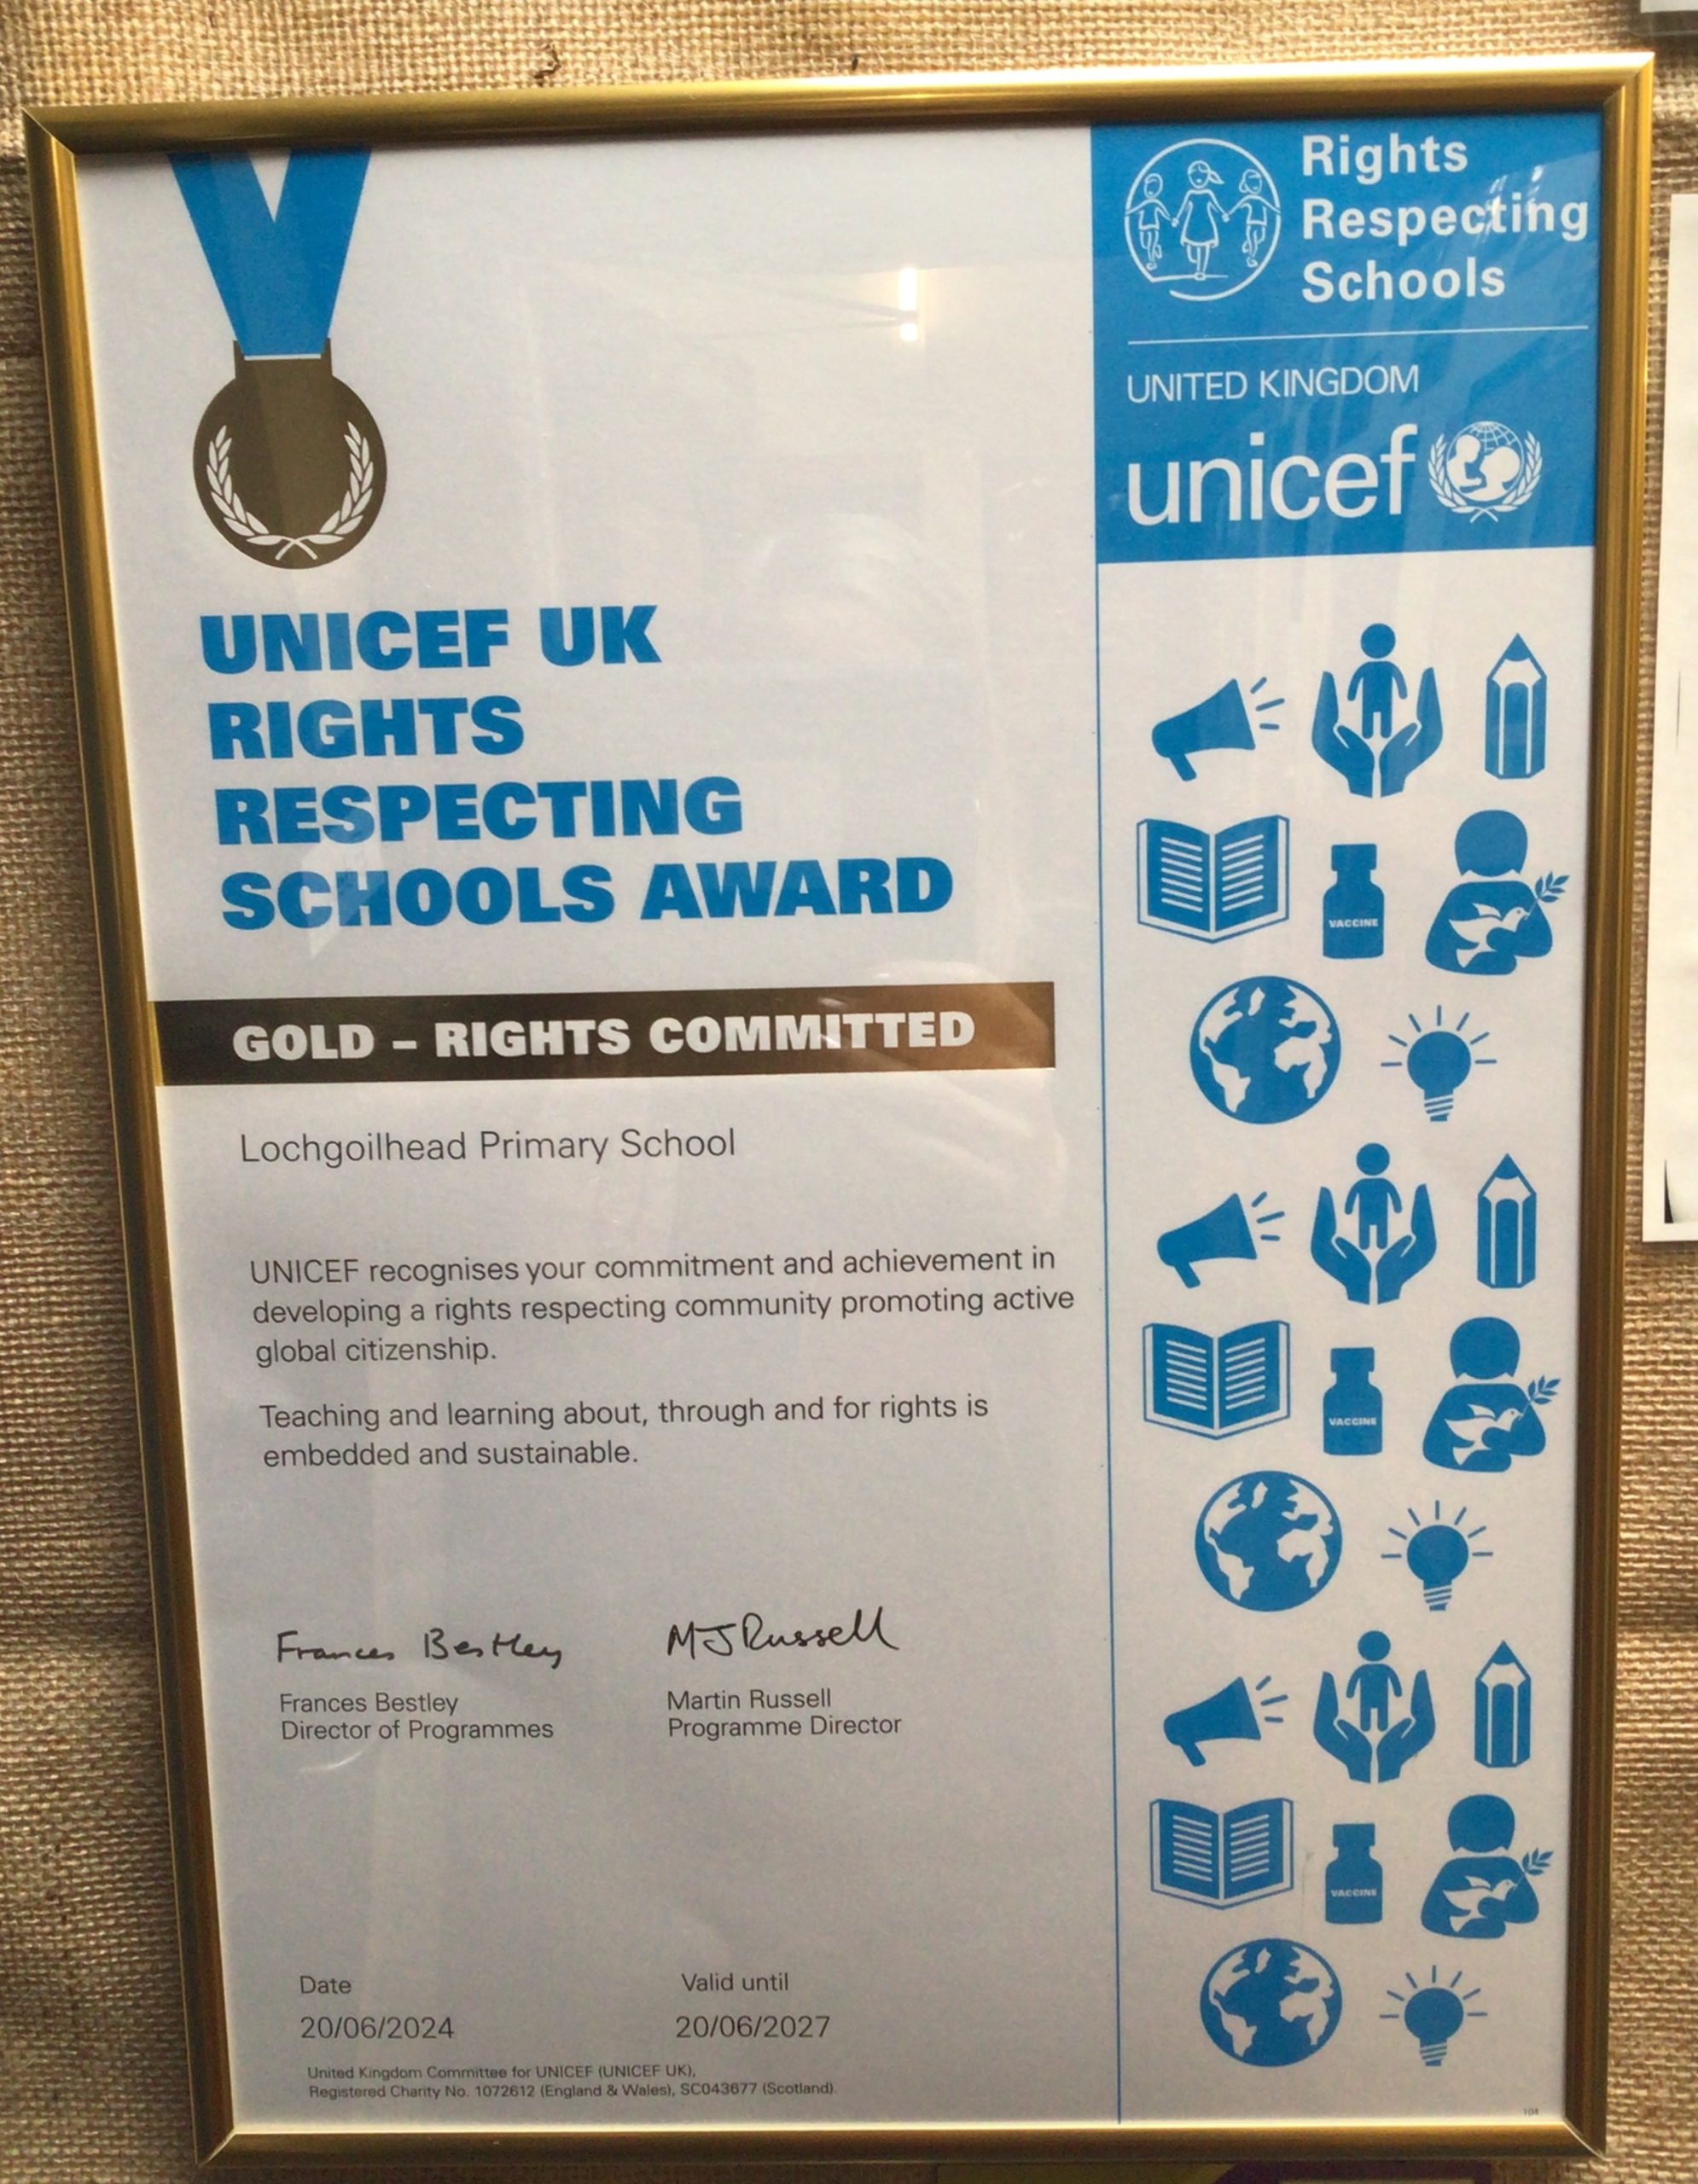 Rights
Respecting
Schools
UNITED KINGDOM
unicef
UNICEF UK
RIGHTS
RESPECTING
SCHOOLS AWARD
GOLD – RIGHTS COMMITTED
Lochgoilhead Primary School
UNICEF recognises your commitment and achievement in
developing a rights respecting community promoting active
global citizenship.
Teaching and learning about, through and for rights is
embedded and sustainable.
Frances Bestley
MJ Russell
Frances Bestley
Director of Programmes
Martin Russell
Programme Director
Date
20/06/2024
Valid until
20/06/2027
United Kingdom Committee for UNICEF (UNICEF UK),
Registered Charity No. 1072612 (England & Wales), SC043677 (Scotland).
VACCINE
VACCINE
VACCINE
104